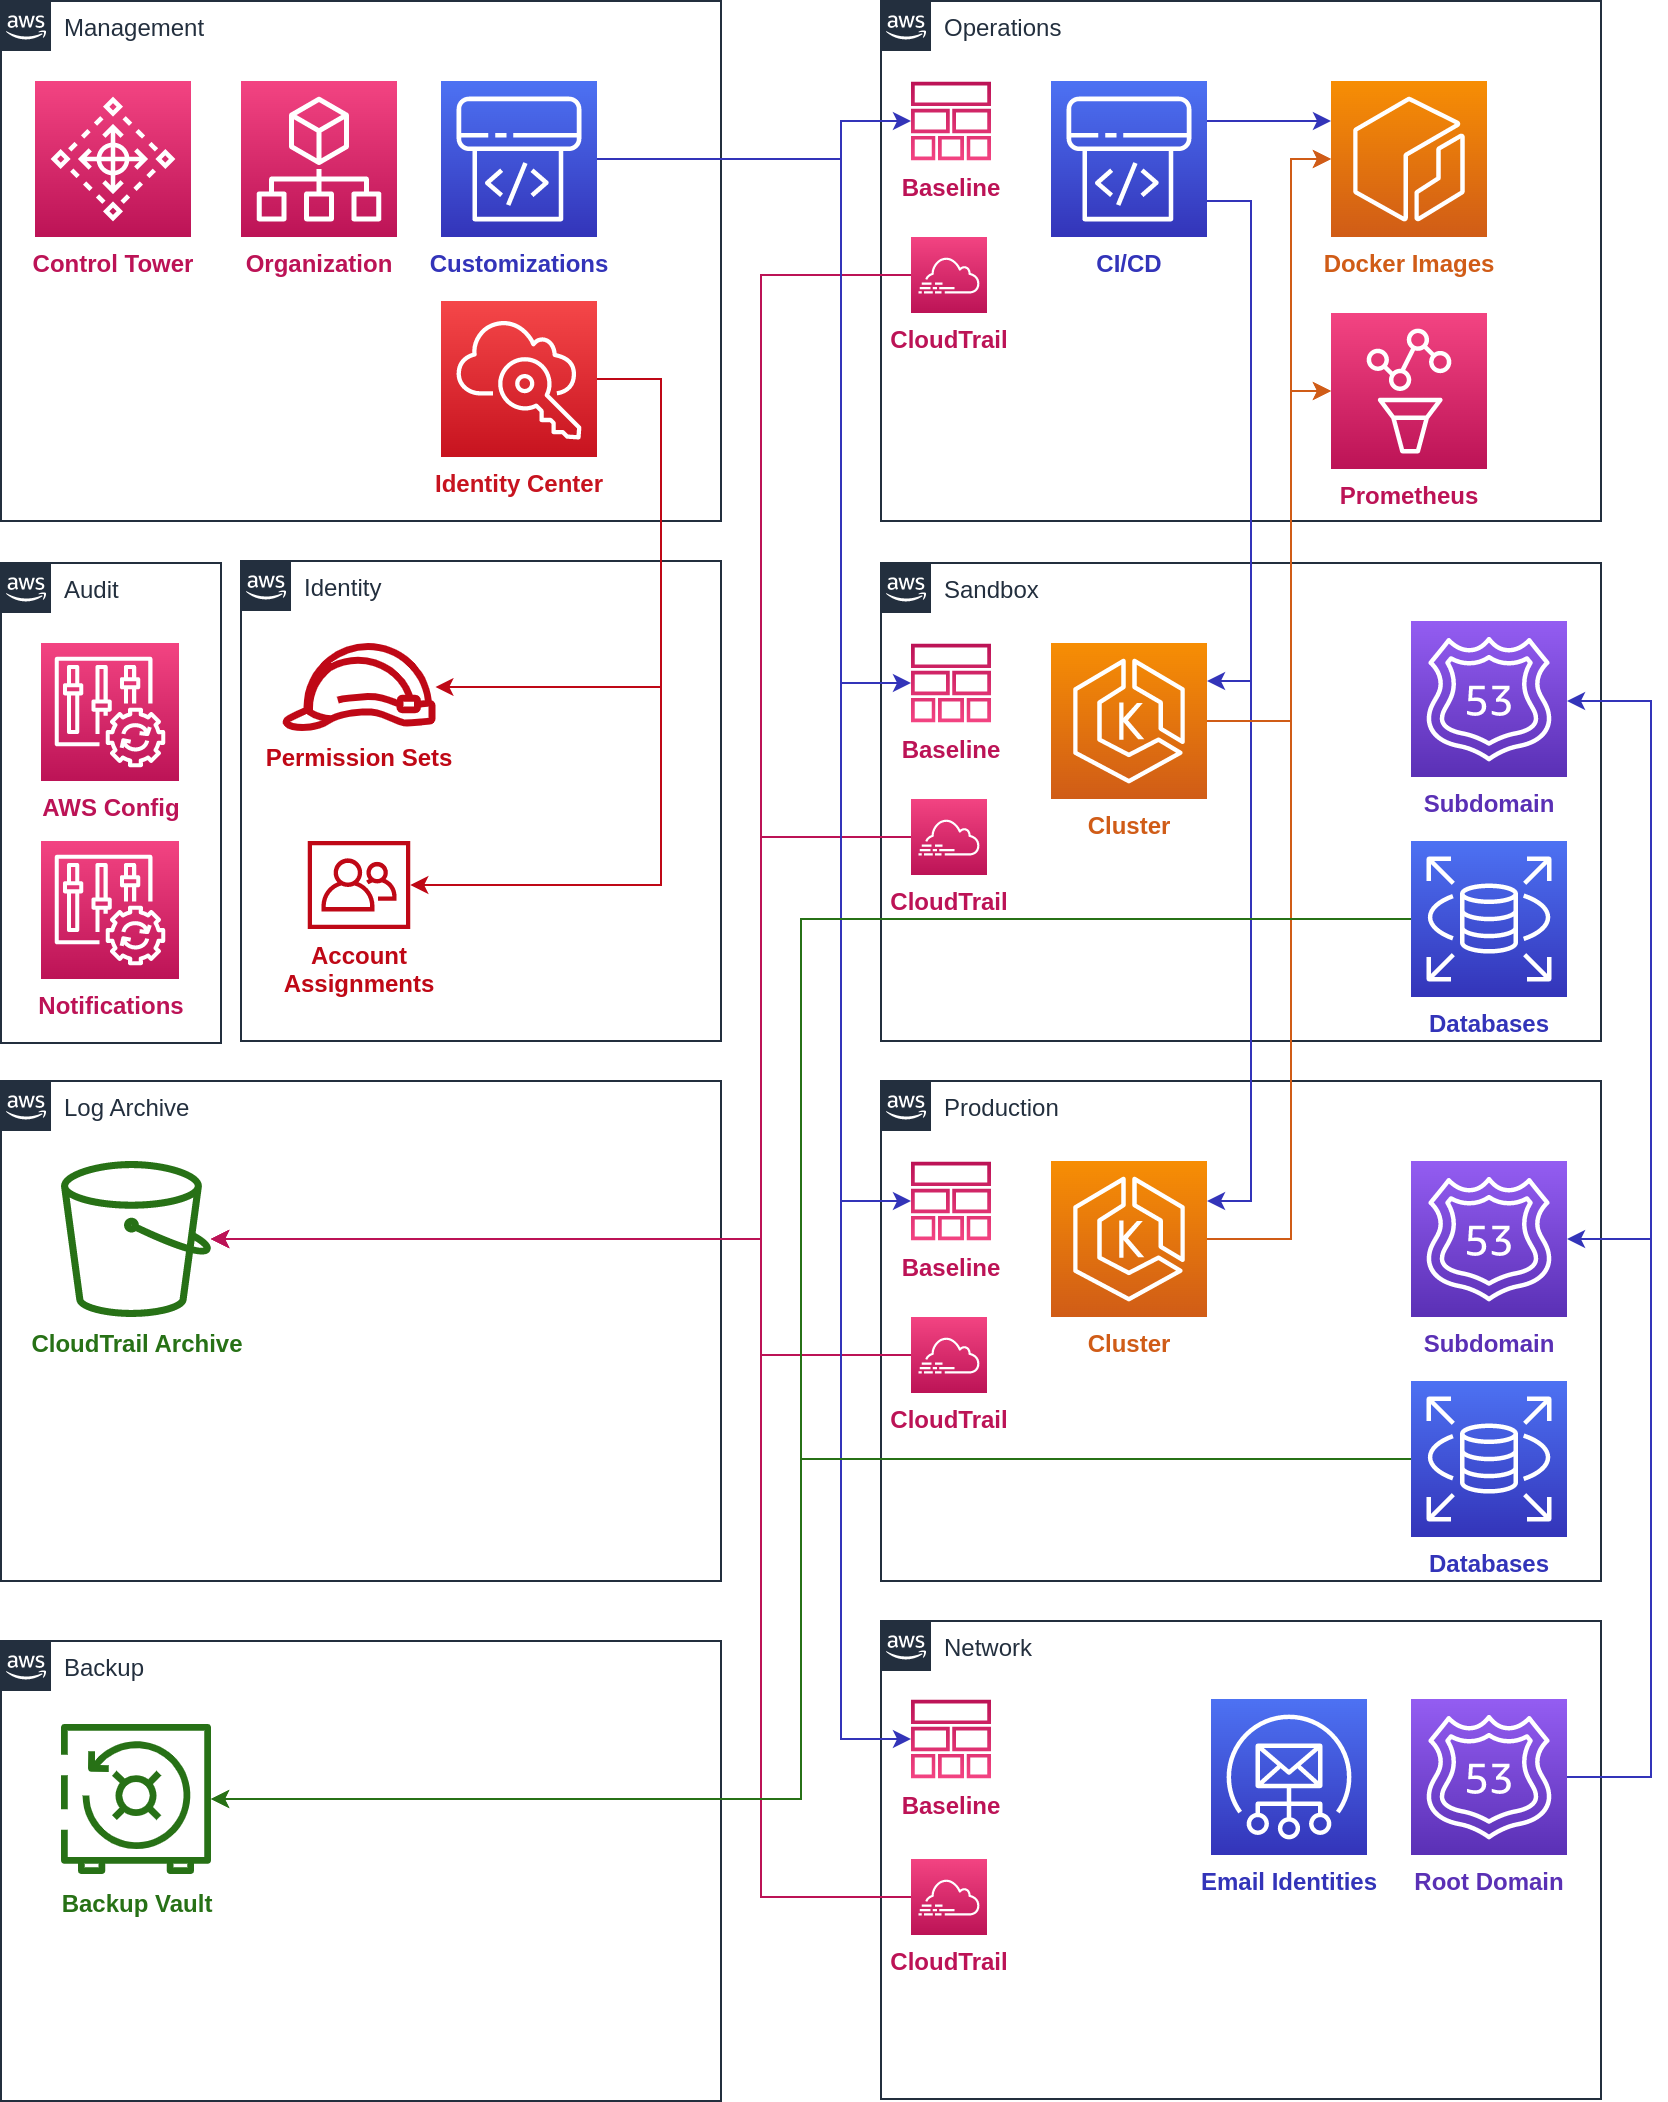 aws Management
Control Tower
Organization
Customizations
Identity Center
aws Operations
Baseline
CI/CD
Docker Images
CloudTrail
Prometheus
aws Audit
AWS Config
Notifications
aws Identity
Permission Sets
Account
Assignments
aws Sandbox
Baseline
Cluster
K
53
Subdomain
CloudTrail
Databases
aws Log Archive
CloudTrail Archive
aws Production
Baseline
Cluster
K
53
Subdomain
CloudTrail
Databases
aws Backup
Backup Vault
aws Network
Baseline
Email Identities
53
Root Domain
CloudTrail